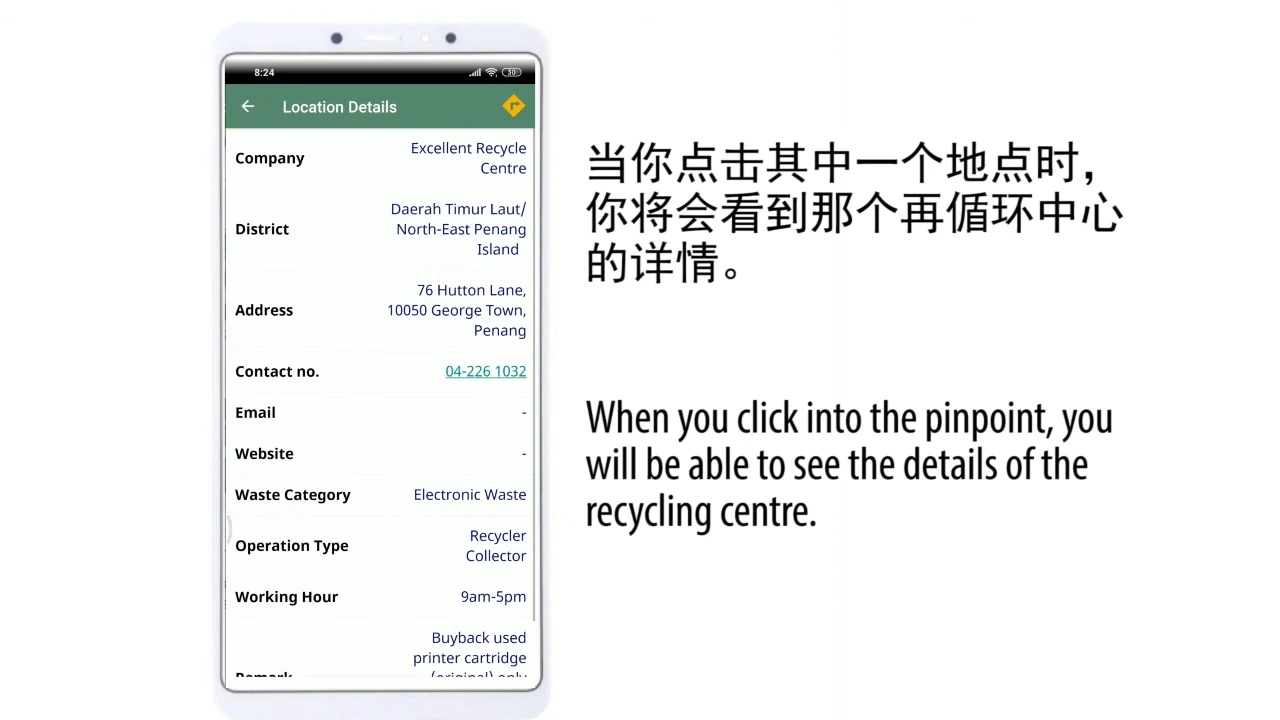 8:24
30
Location Details
Company
Excellent Recycle
Centre
District
Daerah Timur Laut/
North-East Penang
Island
Address
76 Hutton Lane,
10050 George Town,
Penang
Contact no.
04-226 1032
Email
-
Website
-
Waste Category
Electronic Waste
Operation Type
Recycler
Collector
Working Hour
9am-5pm
Remark
Buyback used
printer cartridge
(original) only
当你点击其中一个地点时，
你将会看到那个再循环中心
的详情。
When you click into the pinpoint, you
will be able to see the details of the
recycling centre.